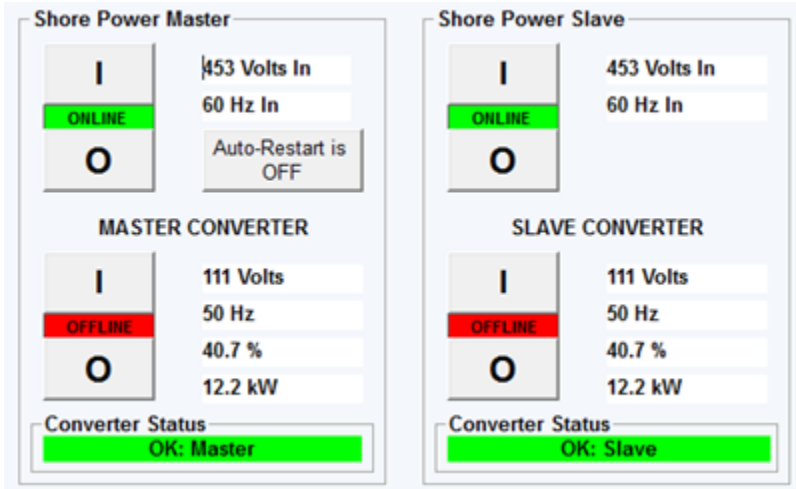 Shore Power Master
I
ONLINE
O
453 Volts In
60 Hz In
Auto-Restart is
OFF
MASTER CONVERTER
I
OFFLINE
O
111 Volts
50 Hz
40.7 %
12.2 kW
Converter Status
OK: Master
Shore Power Slave
I
ONLINE
O
453 Volts In
60 Hz In
SLAVE CONVERTER
I
OFFLINE
O
111 Volts
50 Hz
40.7 %
12.2 kW
Converter Status
OK: Slave